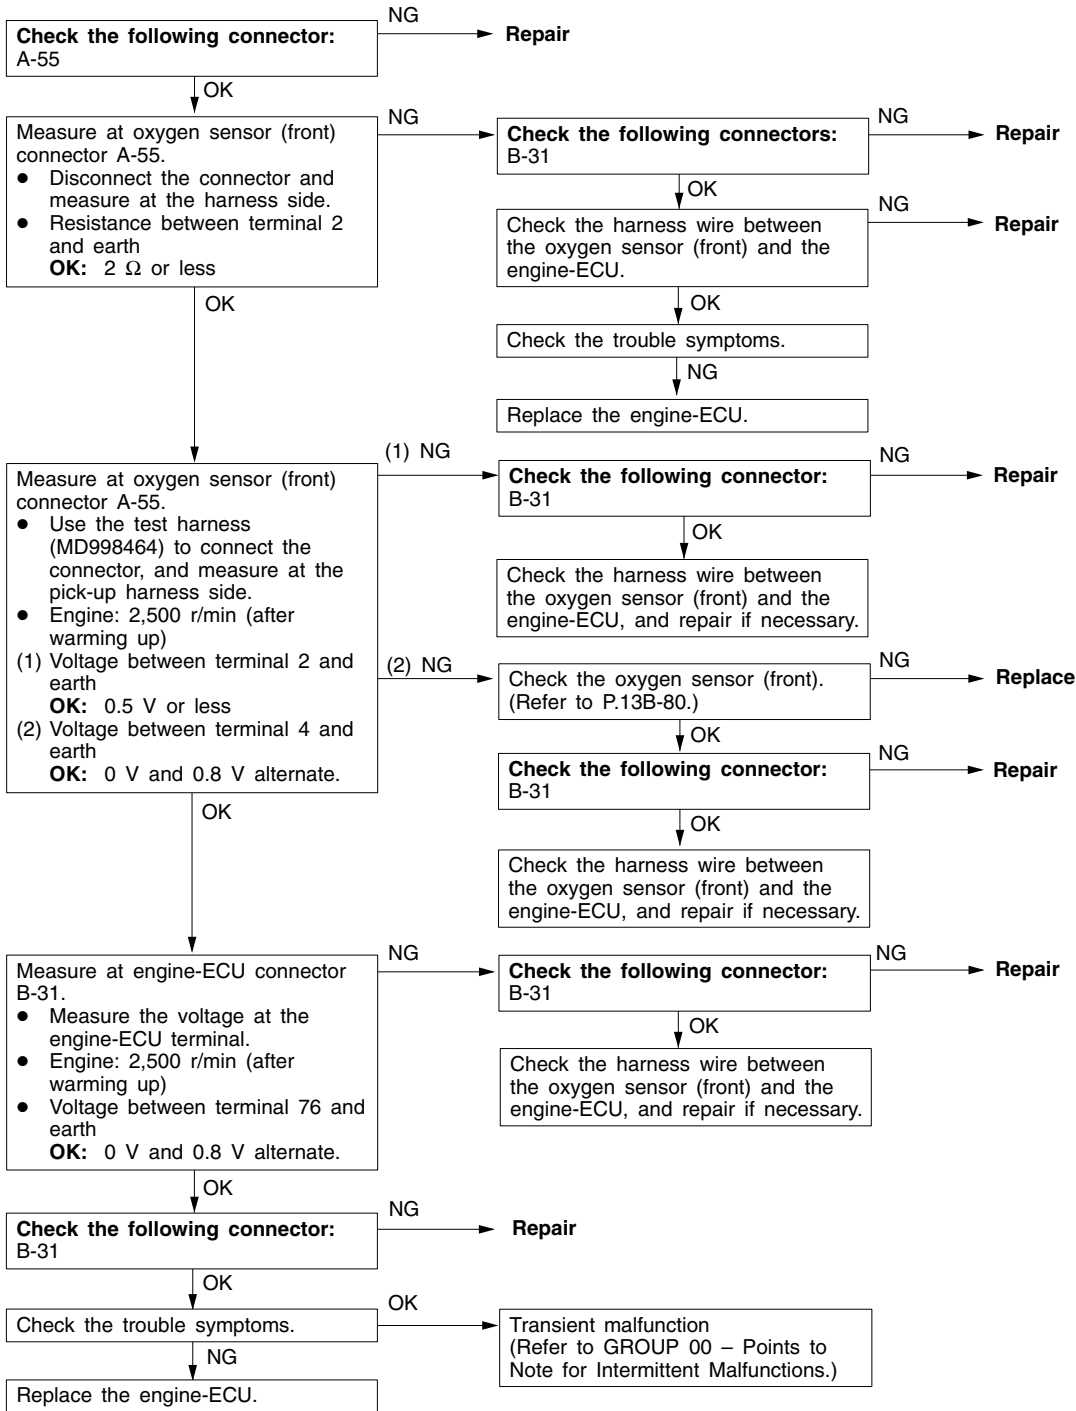 Check the following connector:
A-55
NG
Repair
OK
Measure at oxygen sensor (front)
connector A-55.
● Disconnect the connector and
measure at the harness side.
● Resistance between terminal 2
and earth
OK: 2 Ω or less
NG
Check the following connectors:
B-31
NG
Repair
OK
Check the harness wire between
the oxygen sensor (front) and the
engine-ECU.
NG
Repair
OK
Check the trouble symptoms.
NG
Replace the engine-ECU.
OK
Measure at oxygen sensor (front)
connector A-55.
● Use the test harness
(MD998464) to connect the
connector, and measure at the
pick-up harness side.
● Engine: 2,500 r/min (after
warming up)
(1) Voltage between terminal 2 and
earth
OK: 0.5 V or less
(2) Voltage between terminal 4 and
earth
OK: 0 V and 0.8 V alternate.
(1) NG
Check the following connector:
B-31
NG
Repair
OK
Check the harness wire between
the oxygen sensor (front) and the
engine-ECU, and repair if necessary.
(2) NG
Check the oxygen sensor (front).
(Refer to P.13B-80.)
NG
Replace
OK
Check the following connector:
B-31
NG
Repair
OK
Check the harness wire between
the oxygen sensor (front) and the
engine-ECU, and repair if necessary.
OK
Measure at engine-ECU connector
B-31.
● Measure the voltage at the
engine-ECU terminal.
● Engine: 2,500 r/min (after
warming up)
● Voltage between terminal 76 and
earth
OK: 0 V and 0.8 V alternate.
NG
Check the following connector:
B-31
NG
Repair
OK
Check the harness wire between
the oxygen sensor (front) and the
engine-ECU, and repair if necessary.
OK
Check the following connector:
B-31
NG
Repair
OK
Check the trouble symptoms.
OK
Transient malfunction
(Refer to GROUP 00 – Points to
Note for Intermittent Malfunctions.)
NG
Replace the engine-ECU.